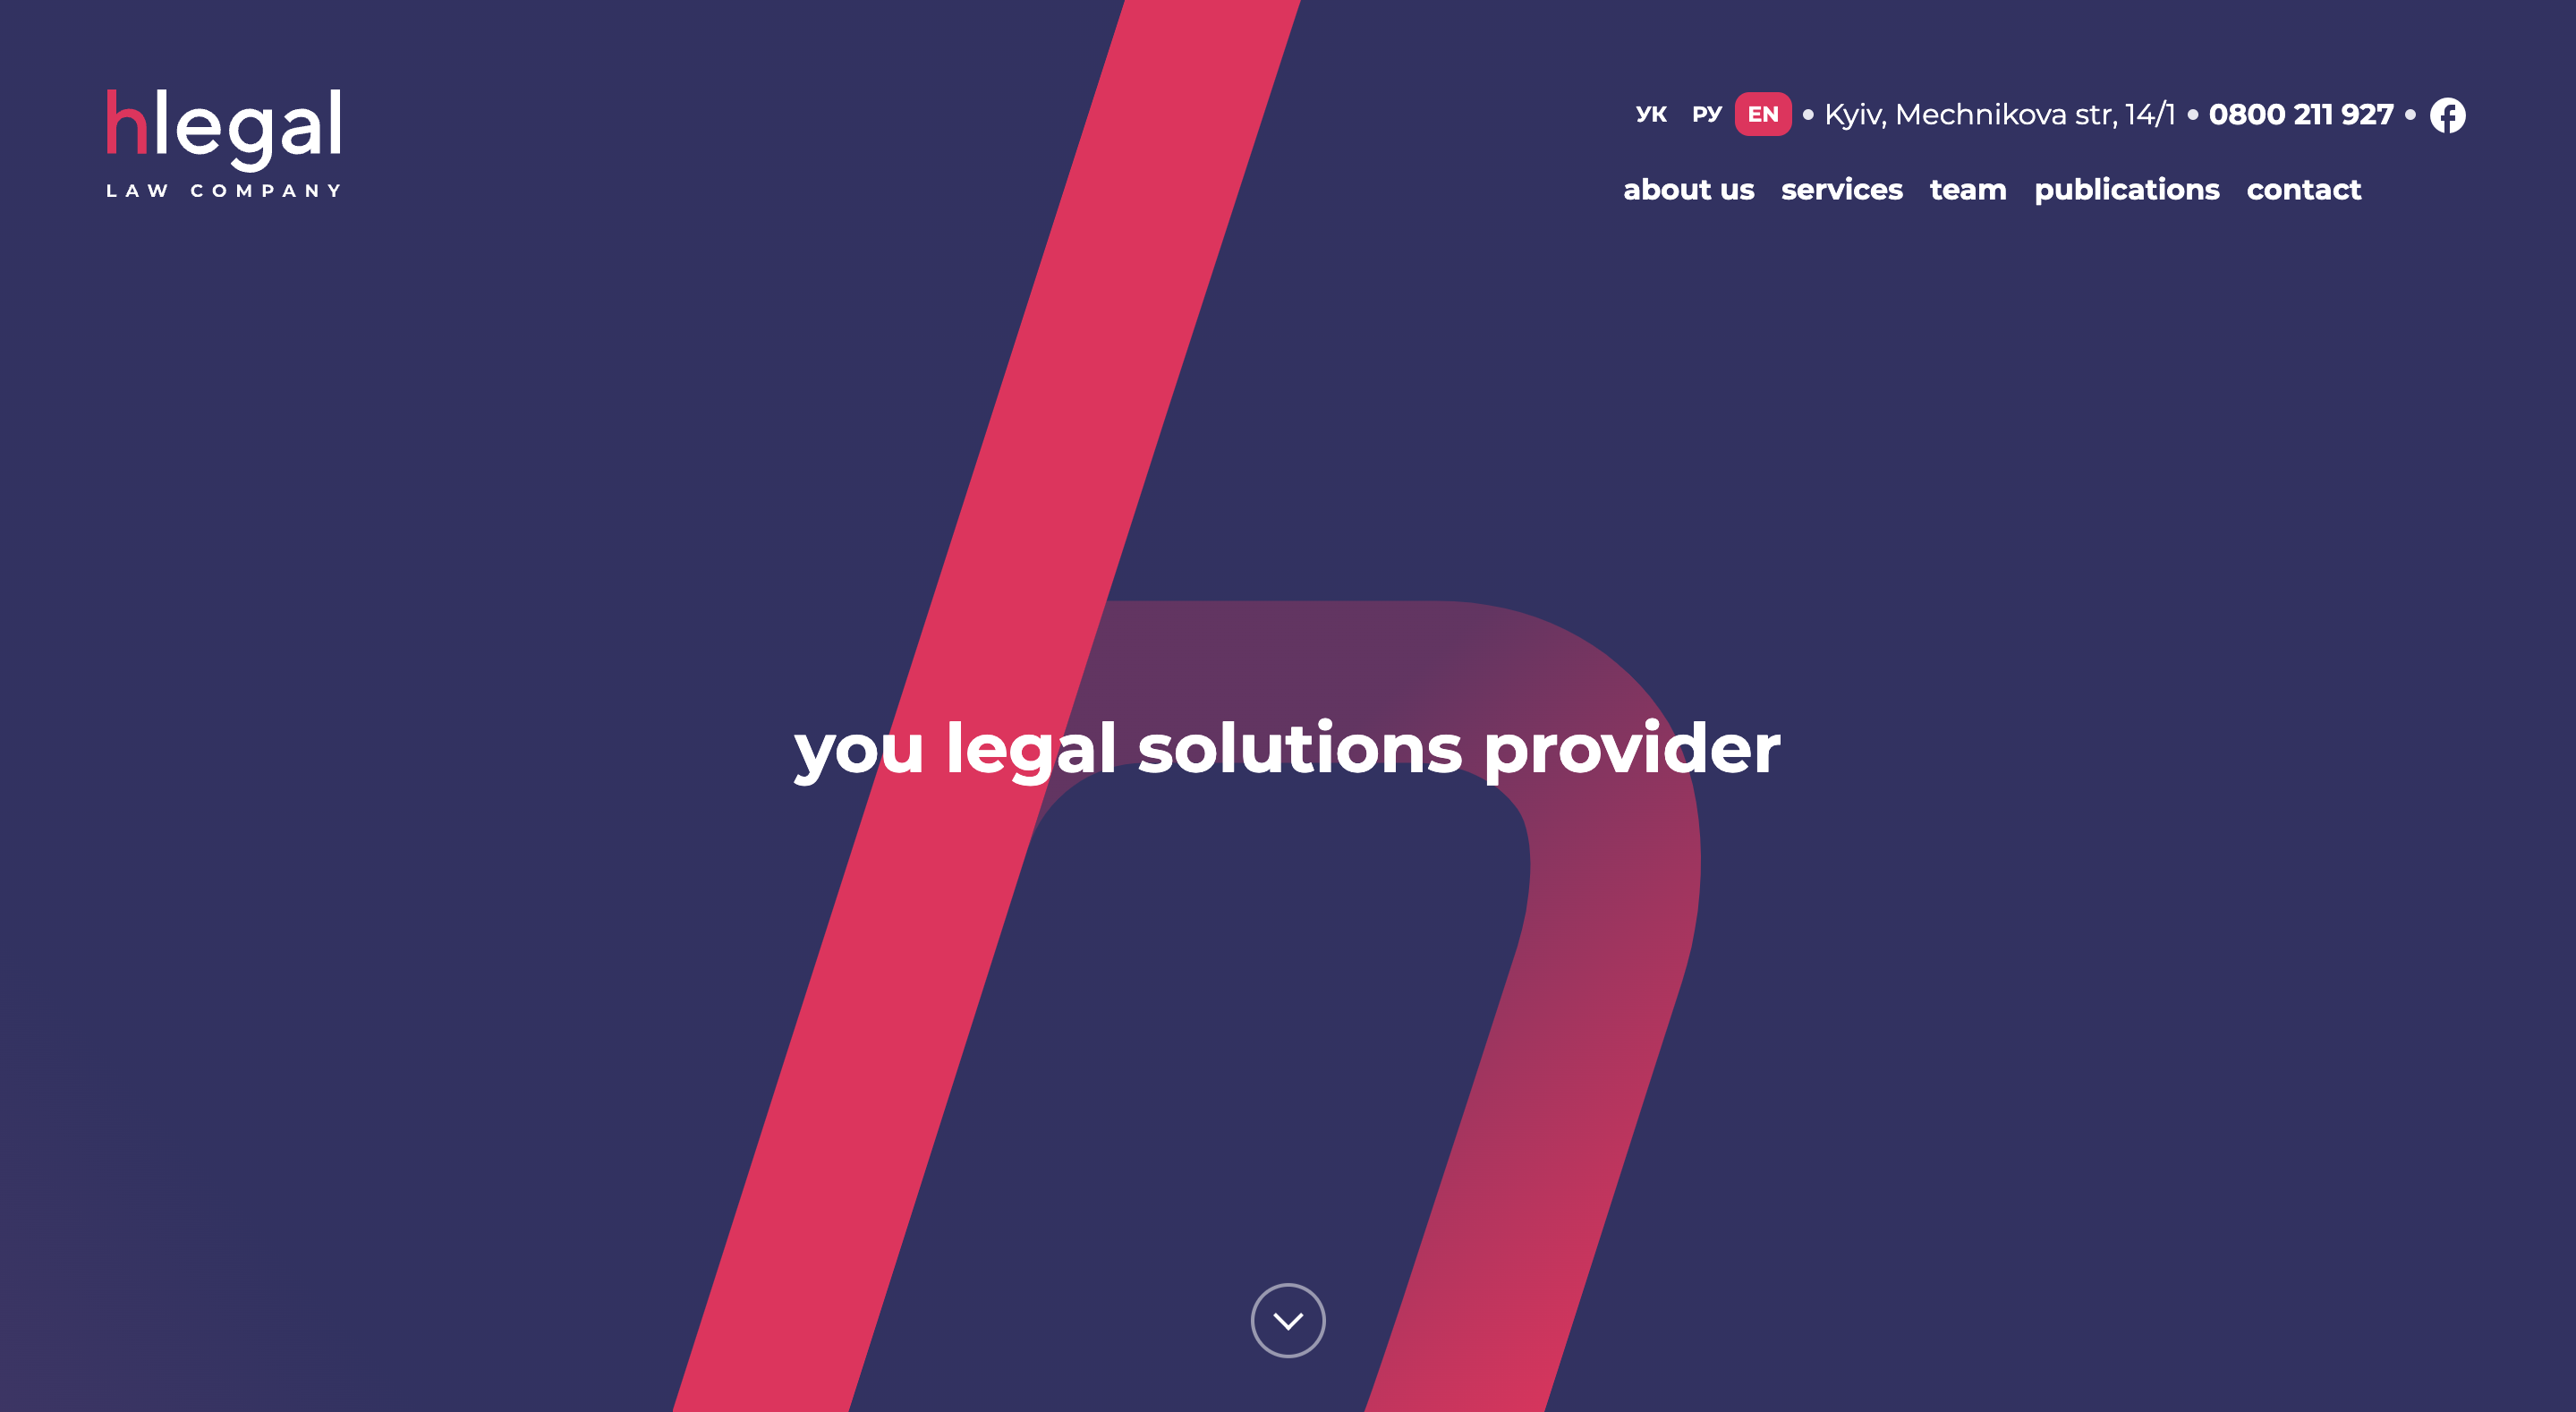 hlegal
LAW COMPANY
УК РУ EN • Kyiv, Mechnikova str, 14/1 • 0800 211 927 •
about us services team publications contact
you legal solutions provider